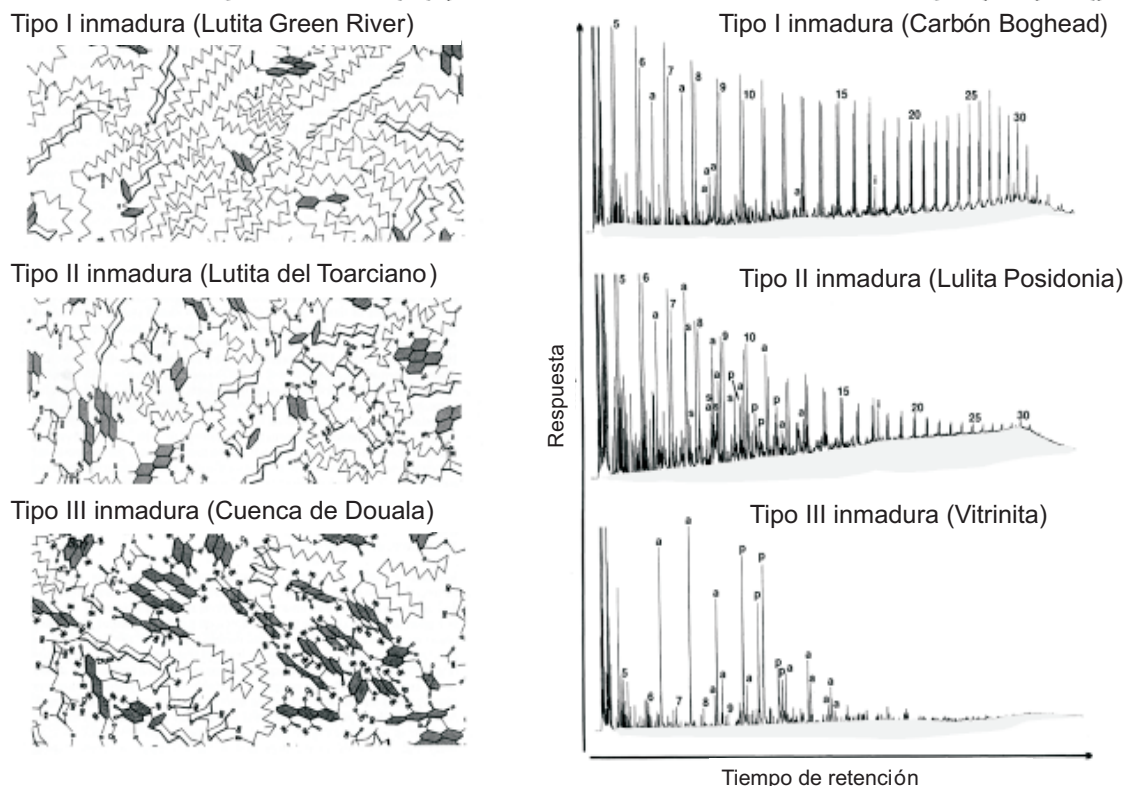 Tipo I inmadura (Lutita Green River)
Tipo II inmadura (Lutita del Toarciano)
Tipo III inmadura (Cuenca de Douala)
Respuesta
Tipo I inmadura (Carbón Boghead)
5
6
a
7
a
8
a
a
a
9
10
a
15
i
20
25
30
Tipo II inmadura (Lulita Posidonia)
5
6
a
7
a
s
8
a
a
9
p
10
a
a
p
p
a
15
i
20
25
30
Tipo III inmadura (Vitrinita)
5
6
a
7
a
8
a
a
a
9
p
a
p
p
p
p
a
a
a
a
a
a
Tiempo de retención